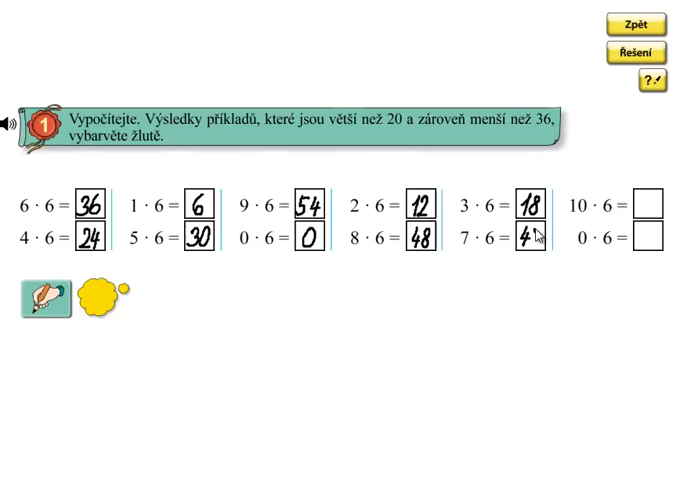 Zpět
Řešení
?
1
Vypočítejte. Výsledky příkladů, které jsou větší než 20 a zároveň menší než 36,
vybarvěte žlutě.
6 · 6 = 36 1 · 6 = 6 9 · 6 = 54 2 · 6 = 12 3 · 6 = 18 10 · 6 =
4 · 6 = 24 5 · 6 = 30 0 · 6 = 0 8 · 6 = 48 7 · 6 = 4 0 · 6 =